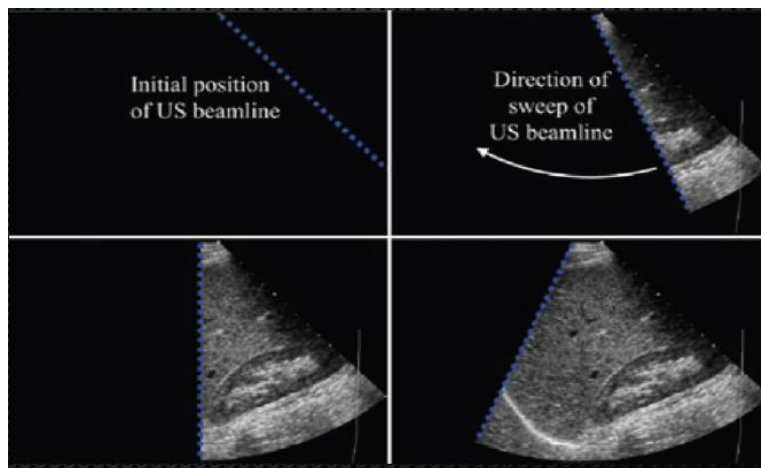 Initial position
of US beamline
Direction of
sweep of
US beamline